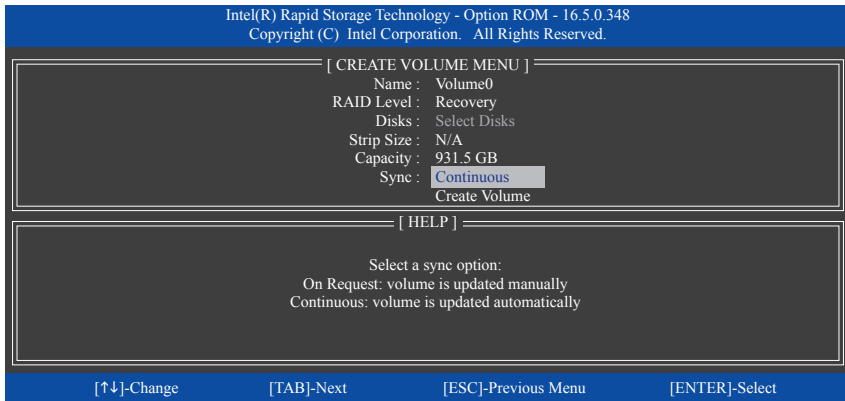 Intel(R) Rapid Storage Technology - Option ROM - 16.5.0.348
Copyright (C) Intel Corporation. All Rights Reserved.
[ CREATE VOLUME MENU ]
Name : Volume0
RAID Level : Recovery
Disks : Select Disks
Strip Size : N/A
Capacity : 931.5 GB
Sync : Continuous
Create Volume
[ HELP ]
Select a sync option:
On Request: volume is updated manually
Continuous: volume is updated automatically
[↑↓]-Change [TAB]-Next [ESC]-Previous Menu [ENTER]-Select